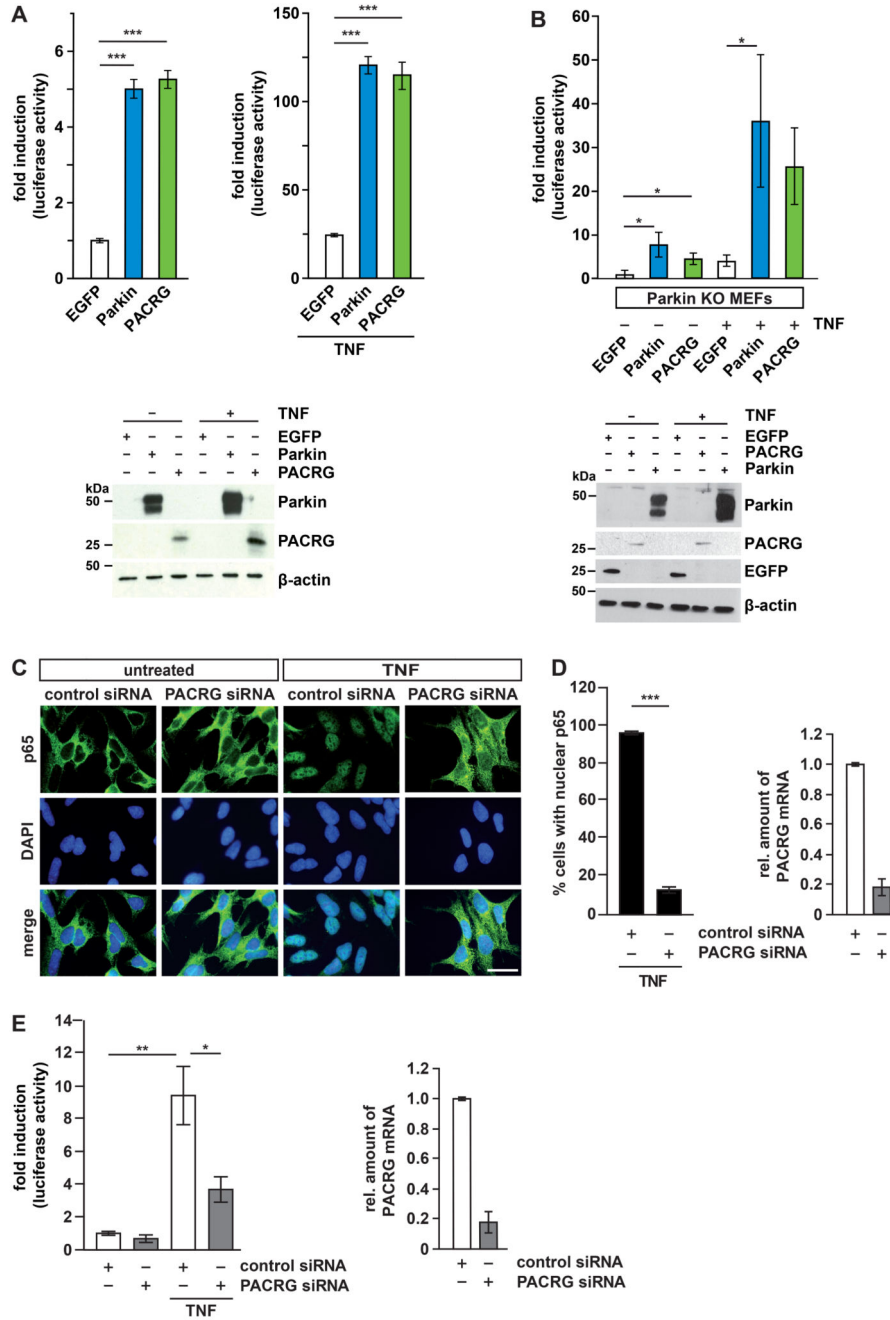 A
fold induction
(luciferase activity)
6
5
4
3
2
1
0
***
***
EGFP
Parkin
PACRG
fold induction
(luciferase activity)
150
125
100
75
50
25
0
***
***
EGFP
Parkin
PACRG
TNF
– + TNF
+ – – + – – EGFP
– + – – + – Parkin
– – + – – + PACRG
kDa
50 Parkin
25 PACRG
50
β-actin
B
fold induction
(luciferase activity)
60
50
40
30
20
10
0
*
*
*
Parkin KO MEFs
– – – + + + TNF
EGFP
Parkin
PACRG
EGFP
Parkin
PACRG
– + TNF
+ – – + – – EGFP
– + – – + – PACRG
– – + – – + Parkin
kDa
50 Parkin
25 PACRG
25 EGFP
50
β-actin
C
untreated TNF
control siRNA PACRG siRNA control siRNA PACRG siRNA
p65
DAPI
merge
D
% cells with nuclear p65
120
100
80
60
40
20
0
***
+ – control siRNA
– + PACRG siRNA
TNF
rel. amount of
PACRG mRNA
1.2
1.0
0.8
0.6
0.4
0.2
0
+ –
– +
E
fold induction
(luciferase activity)
14
12
10
8
6
4
2
0
** *
+ – + – control siRNA
– + – + PACRG siRNA
TNF
rel. amount of
PACRG mRNA
1.2
1.0
0.8
0.6
0.4
0.2
0
+ – control siRNA
– + PACRG siRNA